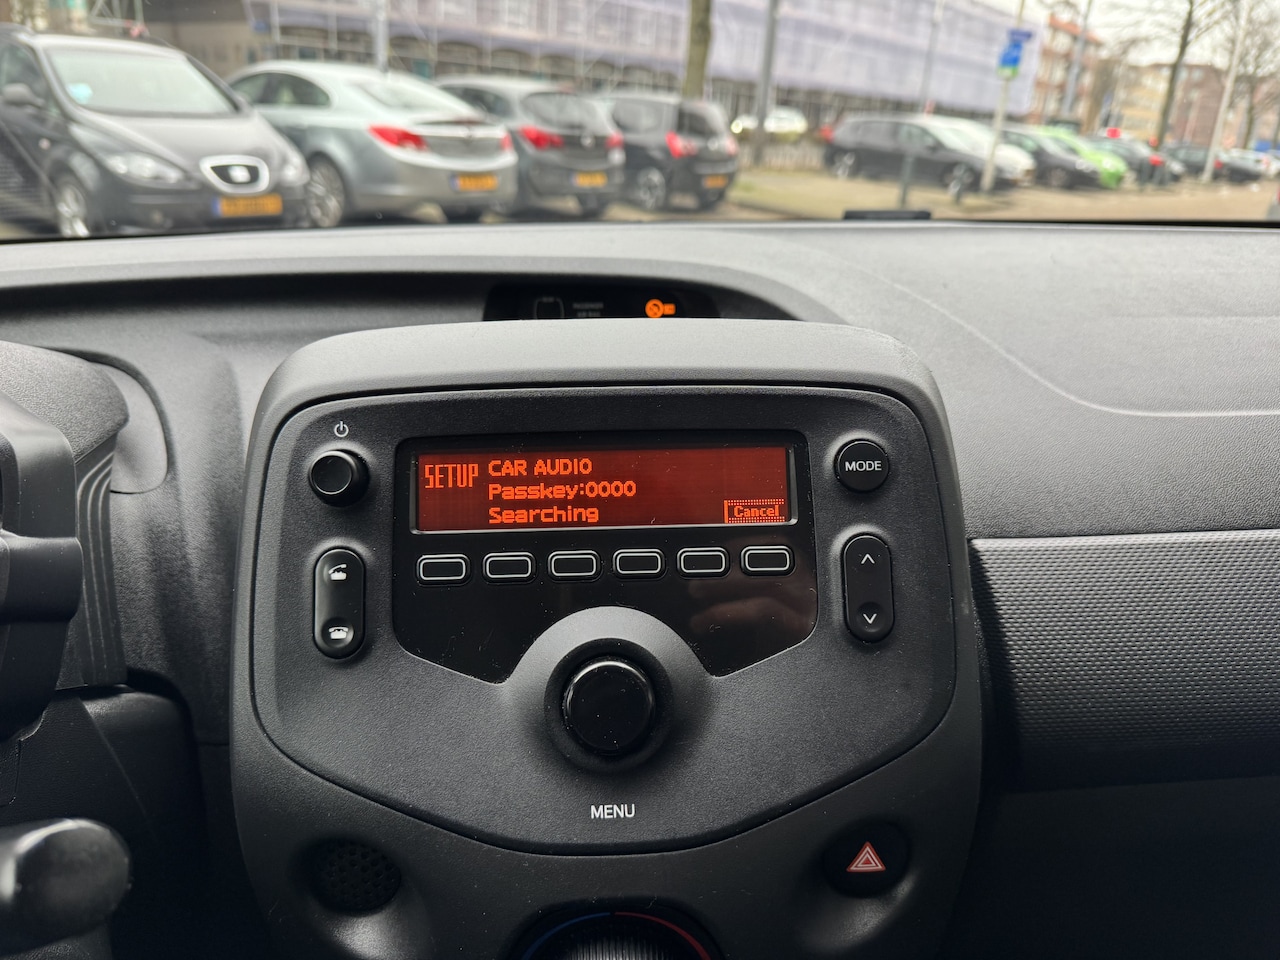 SETUP
CAR AUDIO
Passkey:0000
Searching
Cancel
MODE
MENU